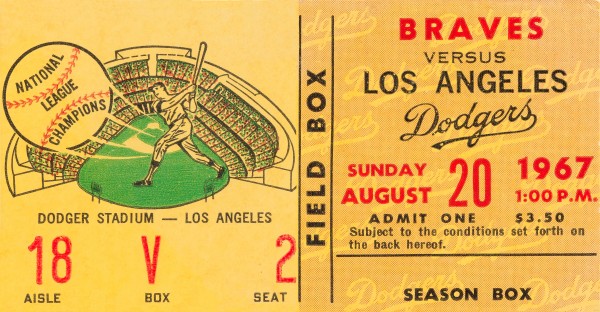 NATIONAL
LEAGUE
CHAMPIONS
DODGER STADIUM — LOS ANGELES
18 V 2
AISLE BOX SEAT
FIELD BOX
BRAVES
VERSUS
LOS ANGELES
Dodgers
SUNDAY
AUGUST 20 1967
1:00 P.M.
ADMIT ONE $3.50
Subject to the conditions set forth on
the back hereof.
SEASON BOX
Dodgers